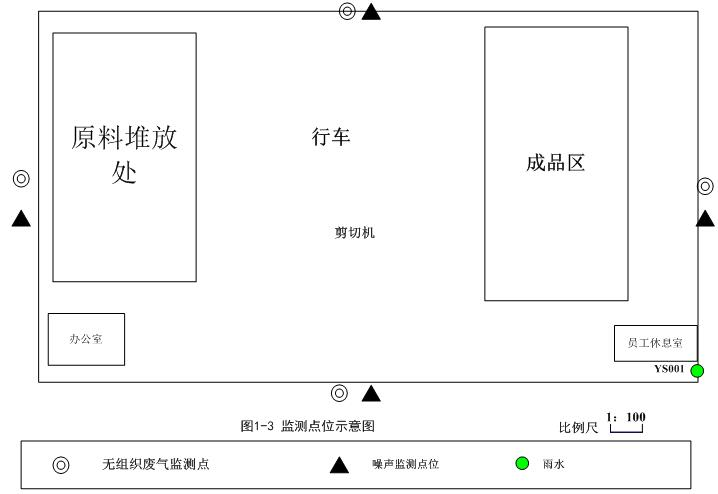 原料堆放
处
行车
成品区
剪切机
办公室
员工休息室
YS001
图1-3 监测点位示意图
比例尺
1：100
无组织废气监测点
噪声监测点位
雨水